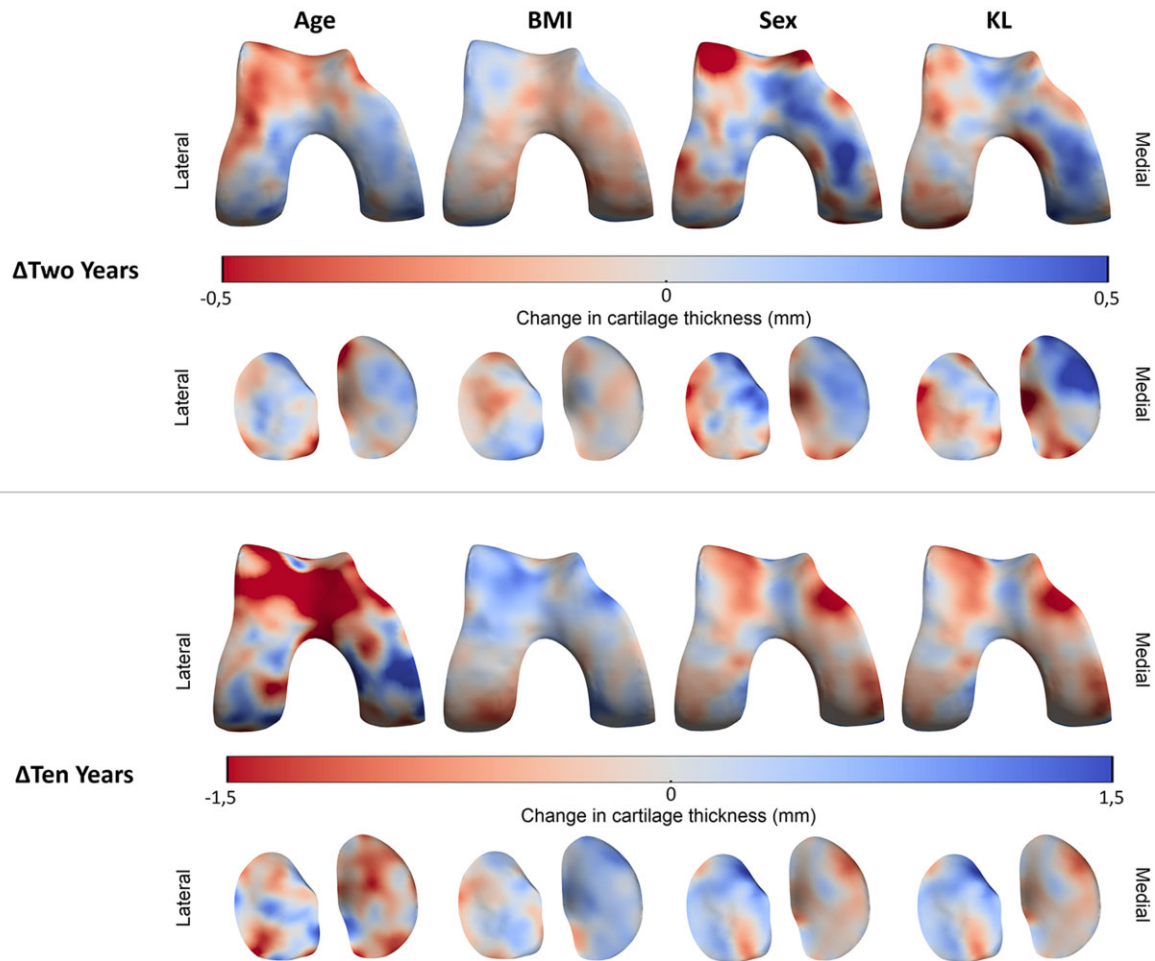 Age BMI Sex KL
Lateral
Medial
ΔTwo Years
-0,5 0 0,5
Change in cartilage thickness (mm)
Lateral
Medial
Lateral
Medial
ΔTen Years
-1,5 0 1,5
Change in cartilage thickness (mm)
Lateral
Medial